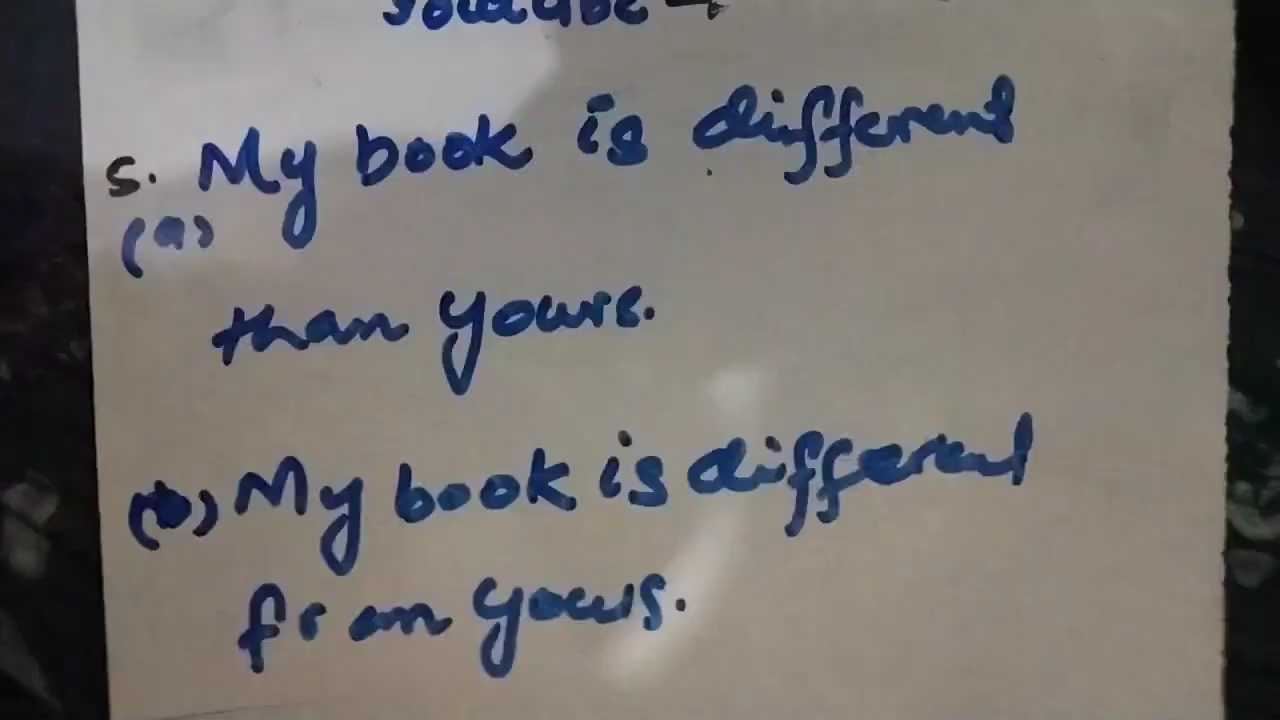 5. My book is different
(a)
than yours.
(b) My book is different
from yours.